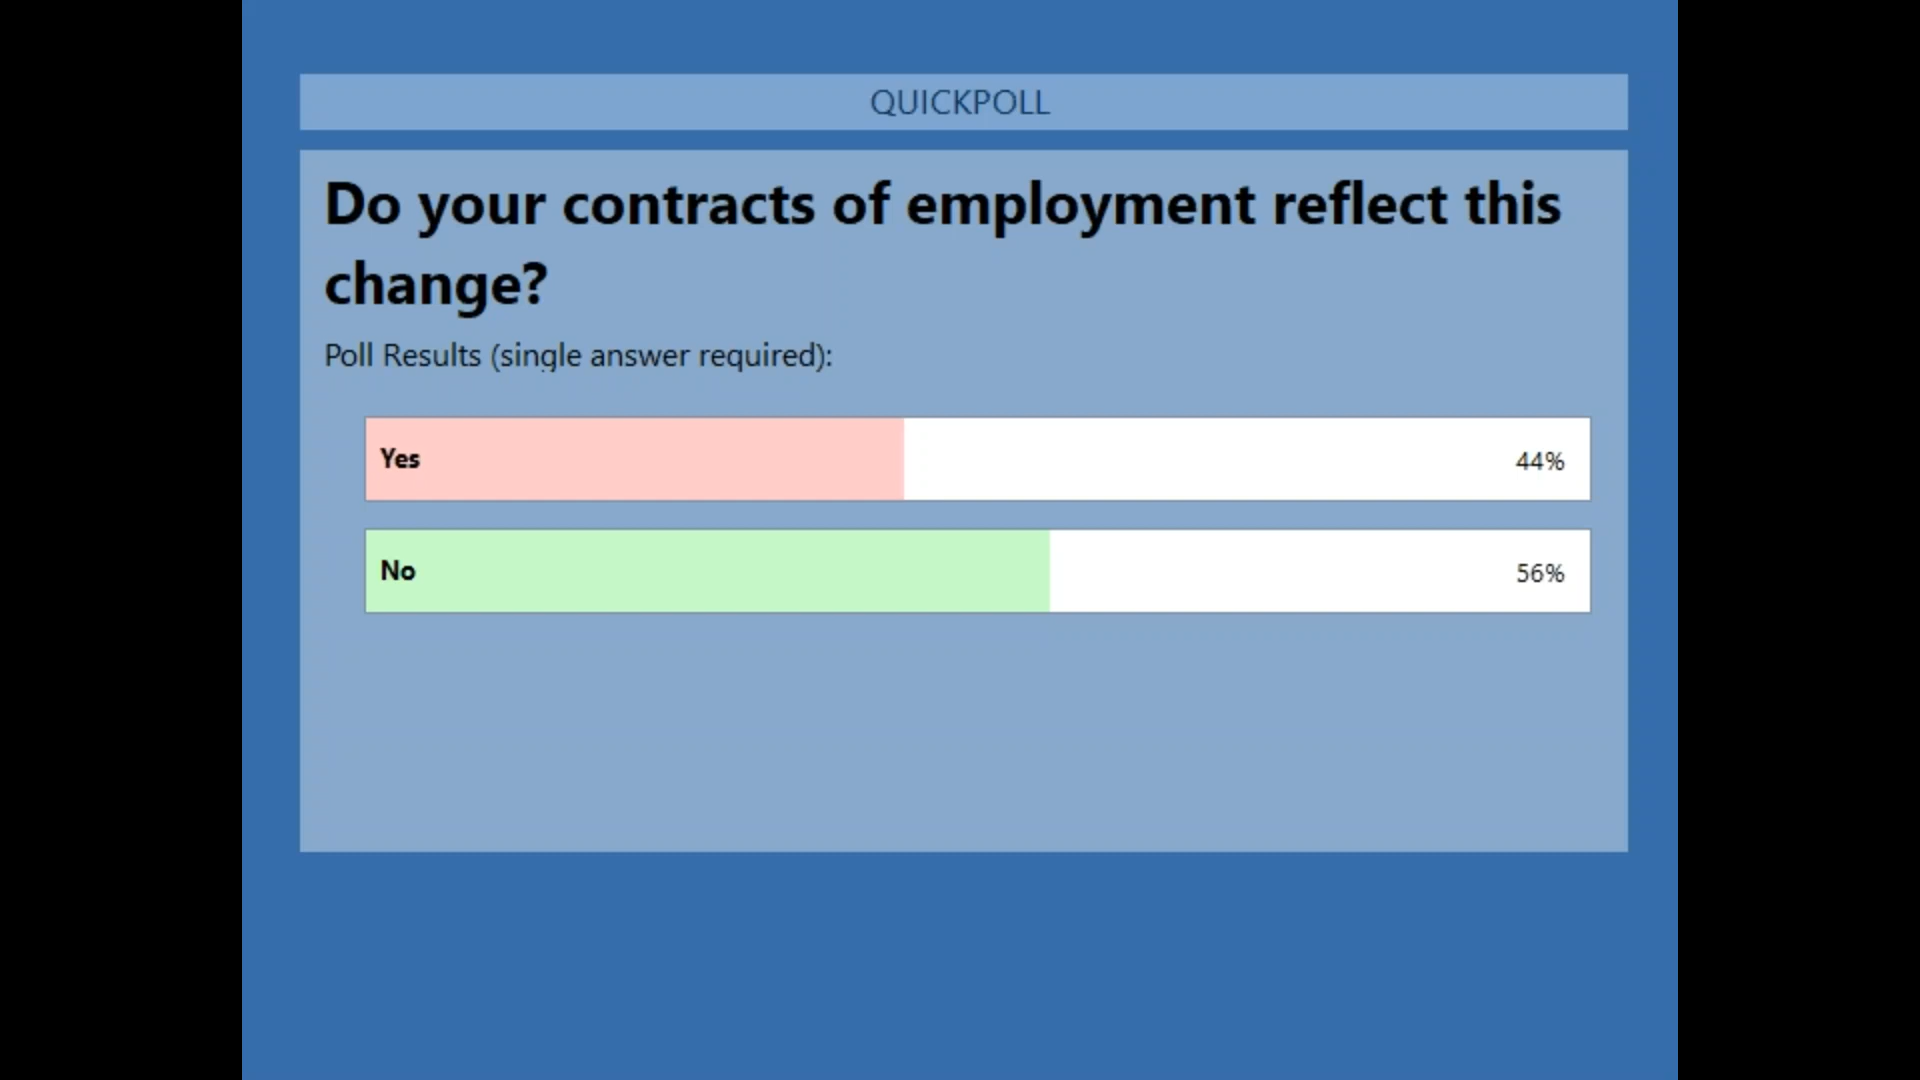 QUICKPOLL
Do your contracts of employment reflect this
change?
Poll Results (single answer required):
Yes 44%
No 56%